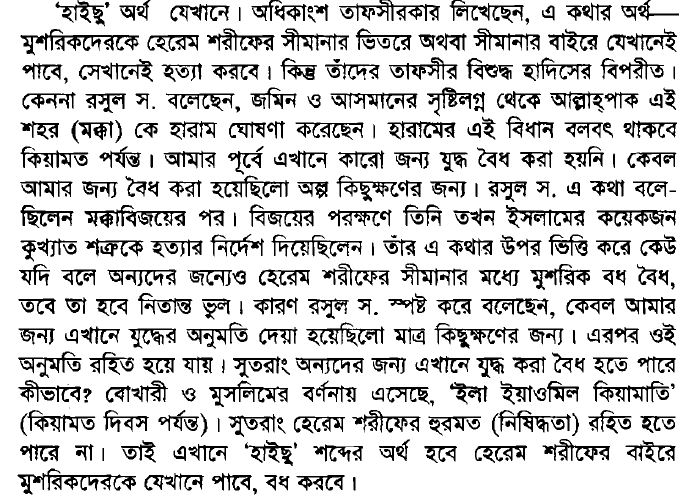 ‘হাইছু’ অর্থ যেখানে। অধিকাংশ তাফসীরকার লিখেছেন, এ কথার অর্থ—
মুশরিকদেরকে হেরেম শরীফের সীমানার ভিতরে অথবা সীমানার বাইরে যেখানেই
পাবে, সেখানেই হত্যা করবে। কিন্তু তাঁদের তাফসীর বিশুদ্ধ হাদিসের বিপরীত।
কেননা রসুল স. বলেছেন, জমিন ও আসমানের সৃষ্টিলগ্ন থেকে আল্লাহ্‌পাক এই
শহর (মক্কা) কে হারাম ঘোষণা করেছেন। হারামের এই বিধান বলবৎ থাকবে
কিয়ামত পর্যন্ত। আমার পূর্বে এখানে কারো জন্য যুদ্ধ বৈধ করা হয়নি। কেবল
আমার জন্য বৈধ করা হয়েছিলো অল্প কিছুক্ষণের জন্য। রসুল স. এ কথা বলে-
ছিলেন মক্কাবিজয়ের পর। বিজয়ের পরক্ষণে তিনি তখন ইসলামের কয়েকজন
কুখ্যাত শত্রুকে হত্যার নির্দেশ দিয়েছিলেন। তাঁর এ কথার উপর ভিত্তি করে কেউ
যদি বলে অন্যদের জন্যেও হেরেম শরীফের সীমানার মধ্যে মুশরিক বধ বৈধ,
তবে তা হবে নিতান্ত ভুল। কারণ রসুল স. স্পষ্ট করে বলেছেন, কেবল আমার
জন্য এখানে যুদ্ধের অনুমতি দেয়া হয়েছিলো মাত্র কিছুক্ষণের জন্য। এরপর ওই
অনুমতি রহিত হয়ে যায়। সুতরাং অন্যদের জন্য এখানে যুদ্ধ করা বৈধ হতে পারে
কীভাবে? বোখারী ও মুসলিমের বর্ণনায় এসেছে, ‘ইলা ইয়াওমিল কিয়ামাতি’
(কিয়ামত দিবস পর্যন্ত)। সুতরাং হেরেম শরীফের হুরমত (নিষিদ্ধতা) রহিত হতে
পারে না। তাই এখানে ‘হাইছু’ শব্দের অর্থ হবে হেরেম শরীফের বাইরে
মুশরিকদেরকে যেখানে পাবে, বধ করবে।